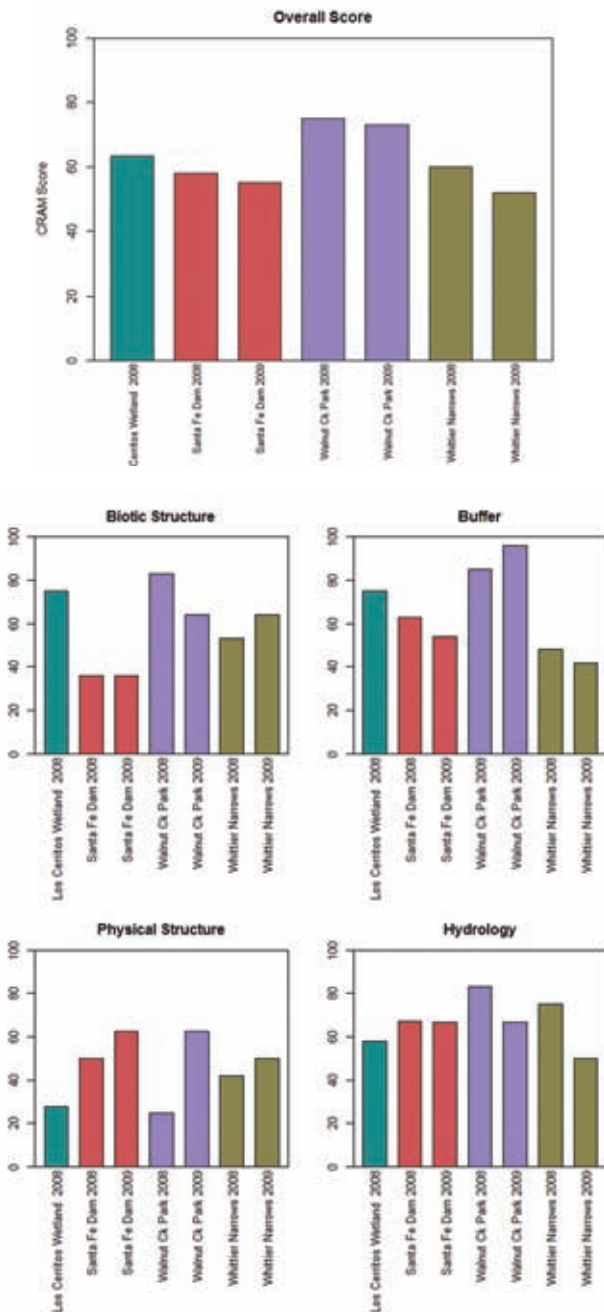 Overall Score
CRAM Score
0
20
40
60
80
100
Cerritos Wetland 2008
Santa Fe Dam 2008
Santa Fe Dam 2009
Walnut Ck Park 2008
Walnut Ck Park 2009
Whittier Narrows 2008
Whittier Narrows 2009
Biotic Structure
0
20
40
60
80
100
Los Cerritos Wetland 2008
Santa Fe Dam 2008
Santa Fe Dam 2009
Walnut Ck Park 2008
Walnut Ck Park 2009
Whittier Narrows 2008
Whittier Narrows 2009
Buffer
0
20
40
60
80
100
Los Cerritos Wetland 2008
Santa Fe Dam 2008
Santa Fe Dam 2009
Walnut Ck Park 2008
Walnut Ck Park 2009
Whittier Narrows 2008
Whittier Narrows 2009
Physical Structure
0
20
40
60
80
100
Los Cerritos Wetland 2008
Santa Fe Dam 2008
Santa Fe Dam 2009
Walnut Ck Park 2008
Walnut Ck Park 2009
Whittier Narrows 2008
Whittier Narrows 2009
Hydrology
0
20
40
60
80
100
Los Cerritos Wetland 2008
Santa Fe Dam 2008
Santa Fe Dam 2009
Walnut Ck Park 2008
Walnut Ck Park 2009
Whittier Narrows 2008
Whittier Narrows 2009